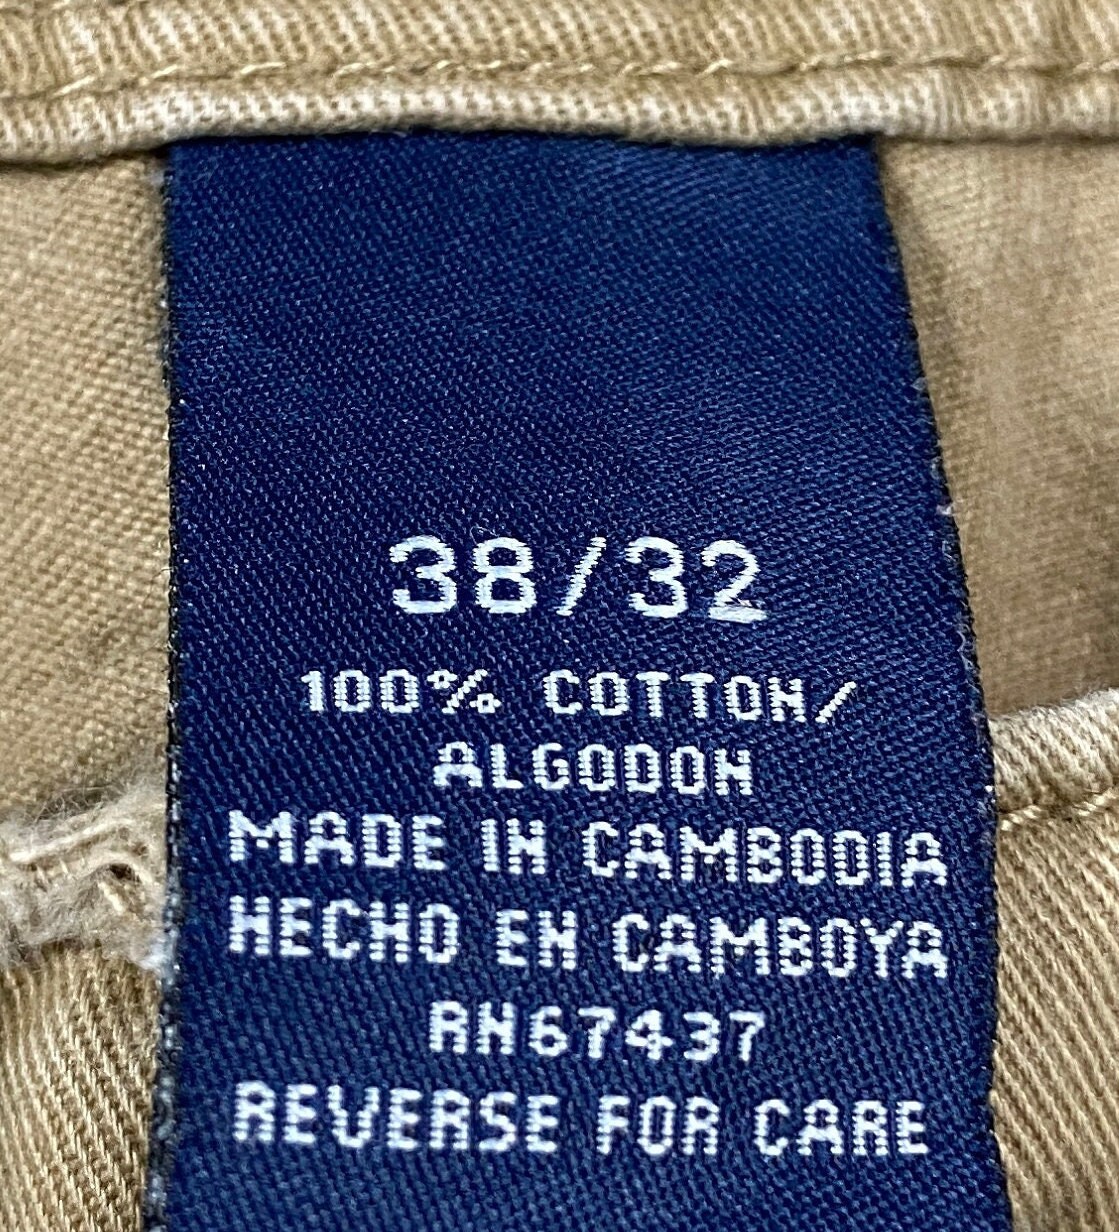 38/32
100% COTTON/
ALGODON
MADE IN CAMBODIA
HECHO EN CAMBOYA
RN67437
REVERSE FOR CARE